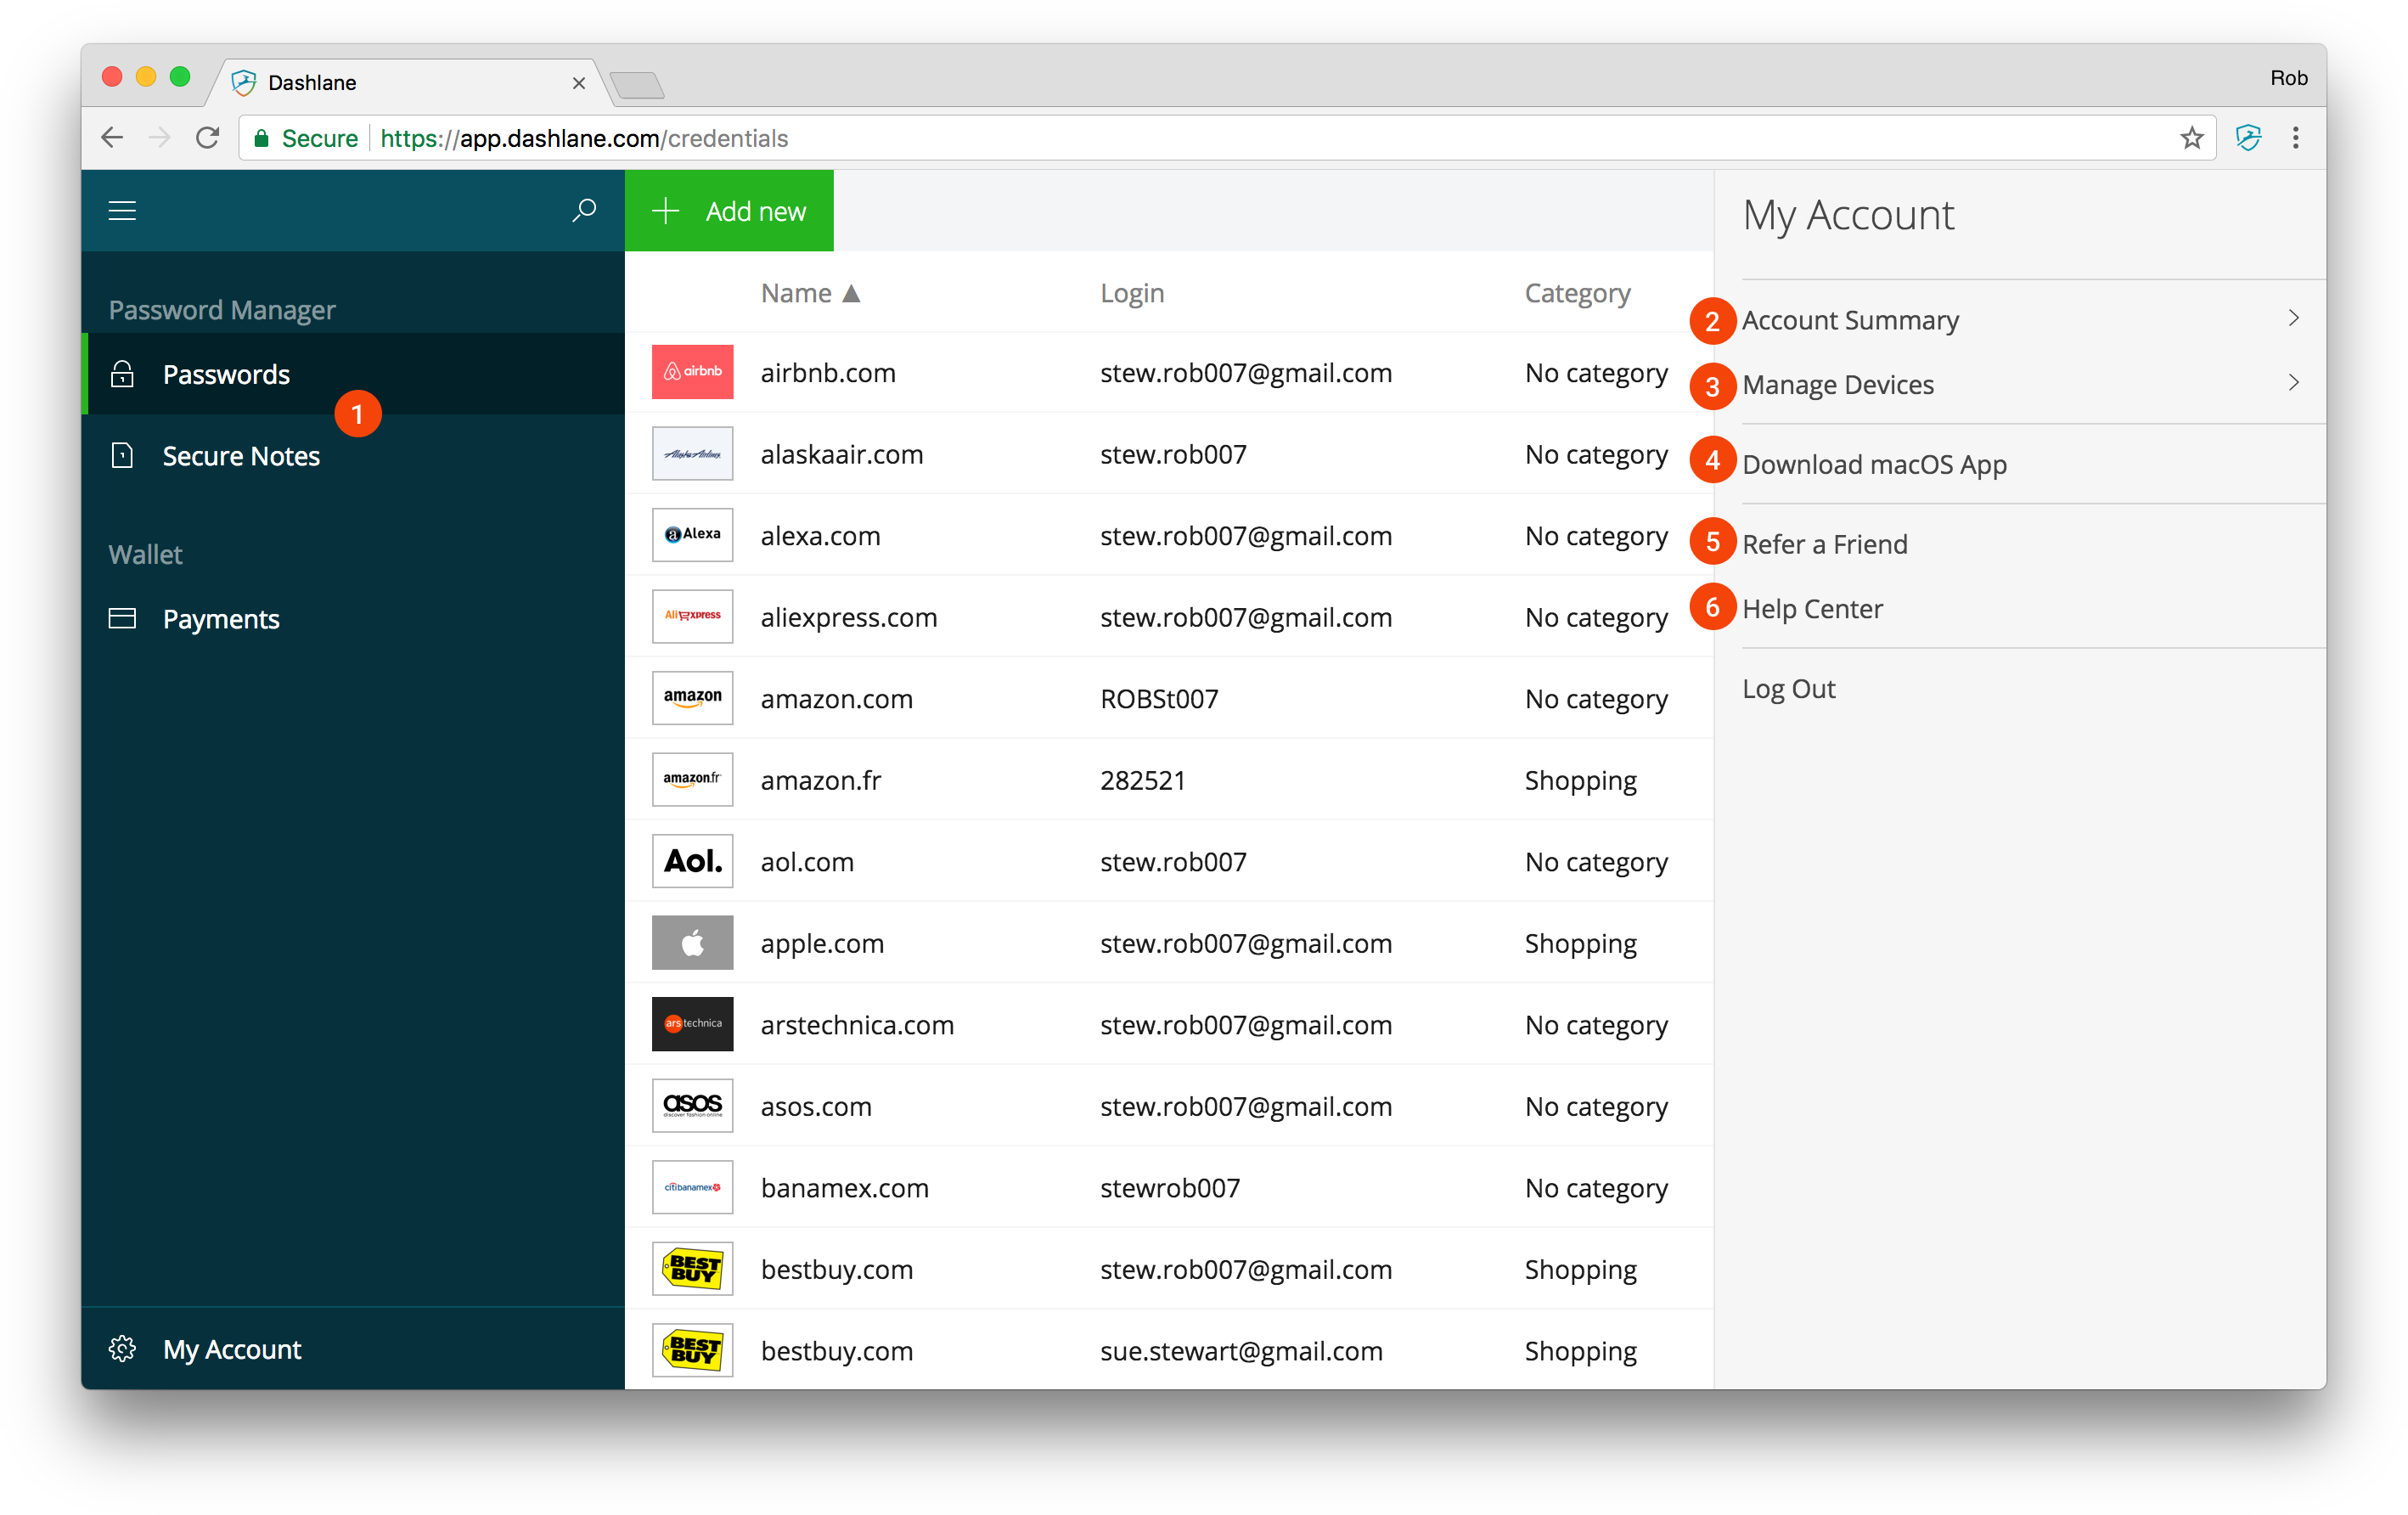 Dashlane
Rob
Secure https://app.dashlane.com/credentials
Add new
My Account
Password Manager
Passwords
1
Secure Notes
Wallet
Payments
My Account
Name ▲ Login Category
airbnb airbnb.com stew.rob007@gmail.com No category
Alaska Airlines alaskaair.com stew.rob007 No category
a Alexa alexa.com stew.rob007@gmail.com No category
AliExpress aliexpress.com stew.rob007@gmail.com No category
amazon amazon.com ROBSt007 No category
amazon.fr amazon.fr 282521 Shopping
Aol. aol.com stew.rob007 No category
apple.com stew.rob007@gmail.com Shopping
ars technica arstechnica.com stew.rob007@gmail.com No category
asos discover fashion online asos.com stew.rob007@gmail.com No category
citibanamex banamex.com stewrob007 No category
BEST BUY bestbuy.com stew.rob007@gmail.com Shopping
BEST BUY bestbuy.com sue.stewart@gmail.com Shopping
2 Account Summary
3 Manage Devices
4 Download macOS App
5 Refer a Friend
6 Help Center
Log Out